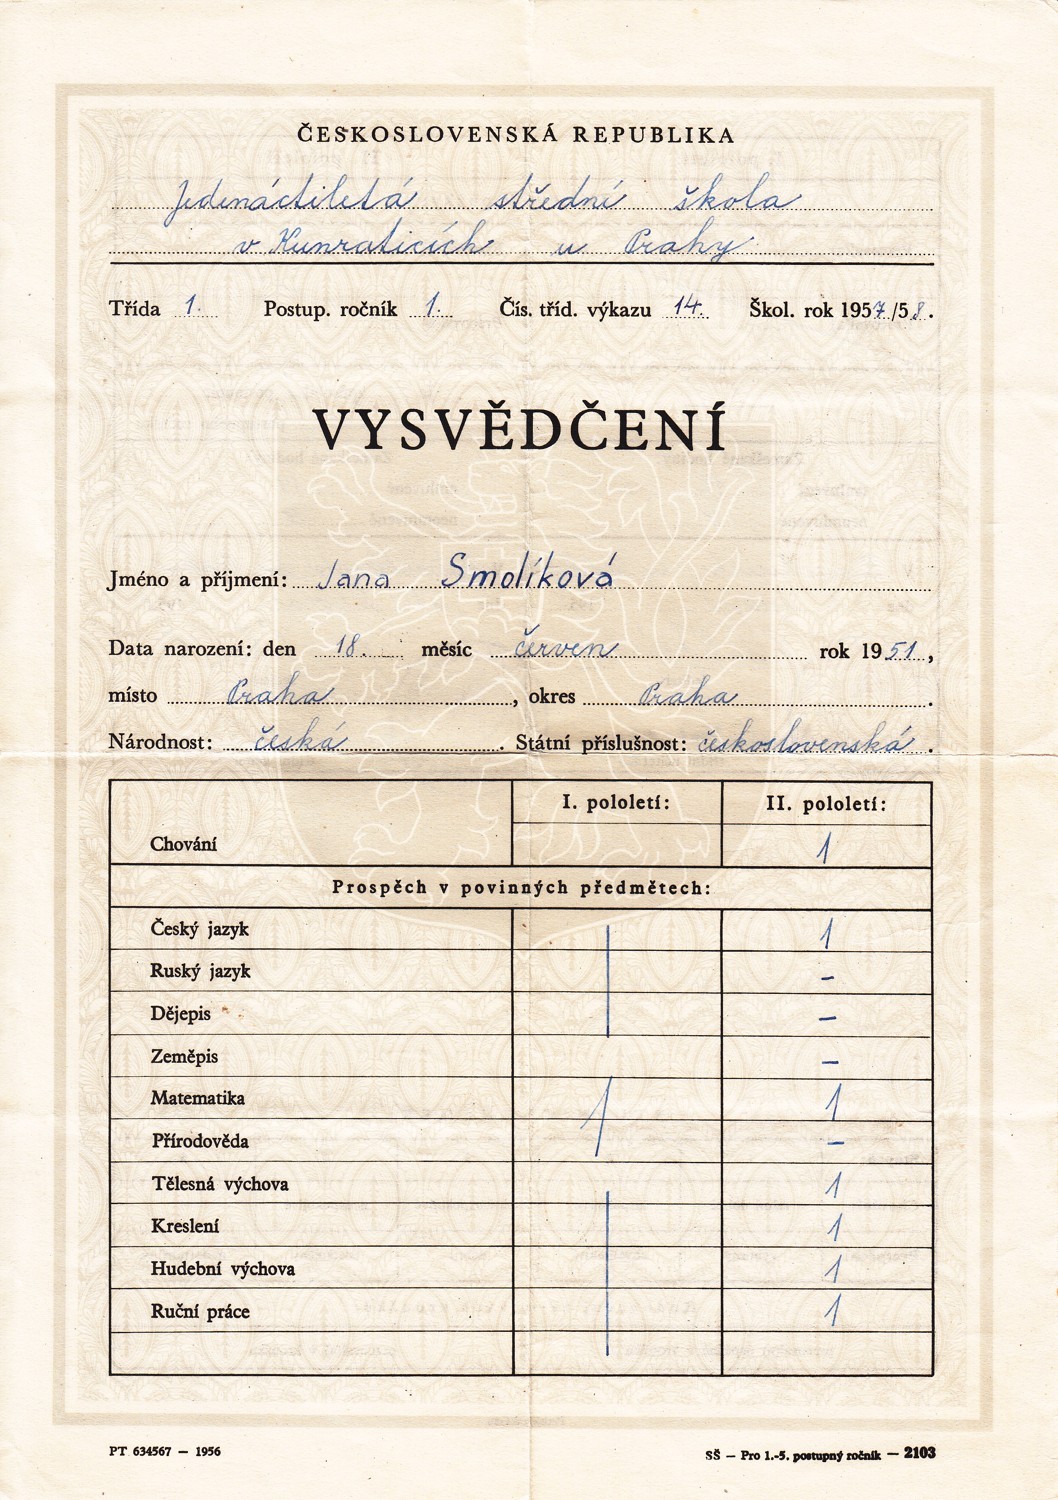 ČESKOSLOVENSKÁ REPUBLIKA
Jedenáctiletá střední škola
v Kunraticích u Prahy
Třída 1. Postup. ročník 1. Čís. tříd. výkazu 14. Škol. rok 1957/58.
VYSVĚDČENÍ
Jméno a příjmení: Jana Smolíková
Data narození: den 18. měsíc červen rok 1951,
místo Praha, okres Praha.
Národnost: česká. Státní příslušnost: československá.
I. pololetí: II. pololetí:
Chování 1
Prospěch v povinných předmětech:
Český jazyk 1
Ruský jazyk –
Dějepis –
Zeměpis –
Matematika 1 1
Přírodověda –
Tělesná výchova 1
Kreslení 1
Hudební výchova 1
Ruční práce 1
PT 634567 — 1956 SŠ — Pro 1.-5. postupný ročník — 2103